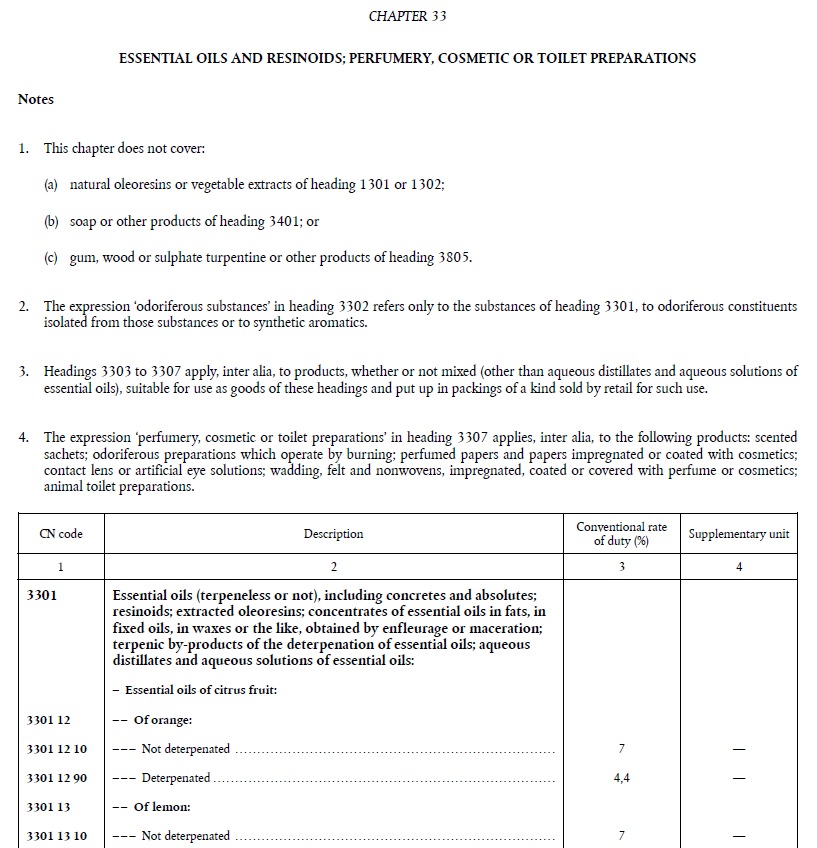 CHAPTER 33
ESSENTIAL OILS AND RESINOIDS; PERFUMERY, COSMETIC OR TOILET PREPARATIONS
Notes
1. This chapter does not cover:
(a) natural oleoresins or vegetable extracts of heading 1301 or 1302;
(b) soap or other products of heading 3401; or
(c) gum, wood or sulphate turpentine or other products of heading 3805.
2. The expression ‘odoriferous substances’ in heading 3302 refers only to the substances of heading 3301, to odoriferous constituents
isolated from those substances or to synthetic aromatics.
3. Headings 3303 to 3307 apply, inter alia, to products, whether or not mixed (other than aqueous distillates and aqueous solutions of
essential oils), suitable for use as goods of these headings and put up in packings of a kind sold by retail for such use.
4. The expression ‘perfumery, cosmetic or toilet preparations’ in heading 3307 applies, inter alia, to the following products: scented
sachets; odoriferous preparations which operate by burning; perfumed papers and papers impregnated or coated with cosmetics;
contact lens or artificial eye solutions; wadding, felt and nonwovens, impregnated, coated or covered with perfume or cosmetics;
animal toilet preparations.
CN code Description Conventional rate of duty (%) Supplementary unit
1 2 3 4
3301 Essential oils (terpeneless or not), including concretes and absolutes;
resinoids; extracted oleoresins; concentrates of essential oils in fats, in
fixed oils, in waxes or the like, obtained by enfleurage or maceration;
terpenic by-products of the deterpenation of essential oils; aqueous
distillates and aqueous solutions of essential oils:
– Essential oils of citrus fruit:
3301 12 –– Of orange:
3301 12 10 ––– Not deterpenated ........ 7 —
3301 12 90 ––– Deterpenated ........ 4,4 —
3301 13 –– Of lemon:
3301 13 10 ––– Not deterpenated ........ 7 —